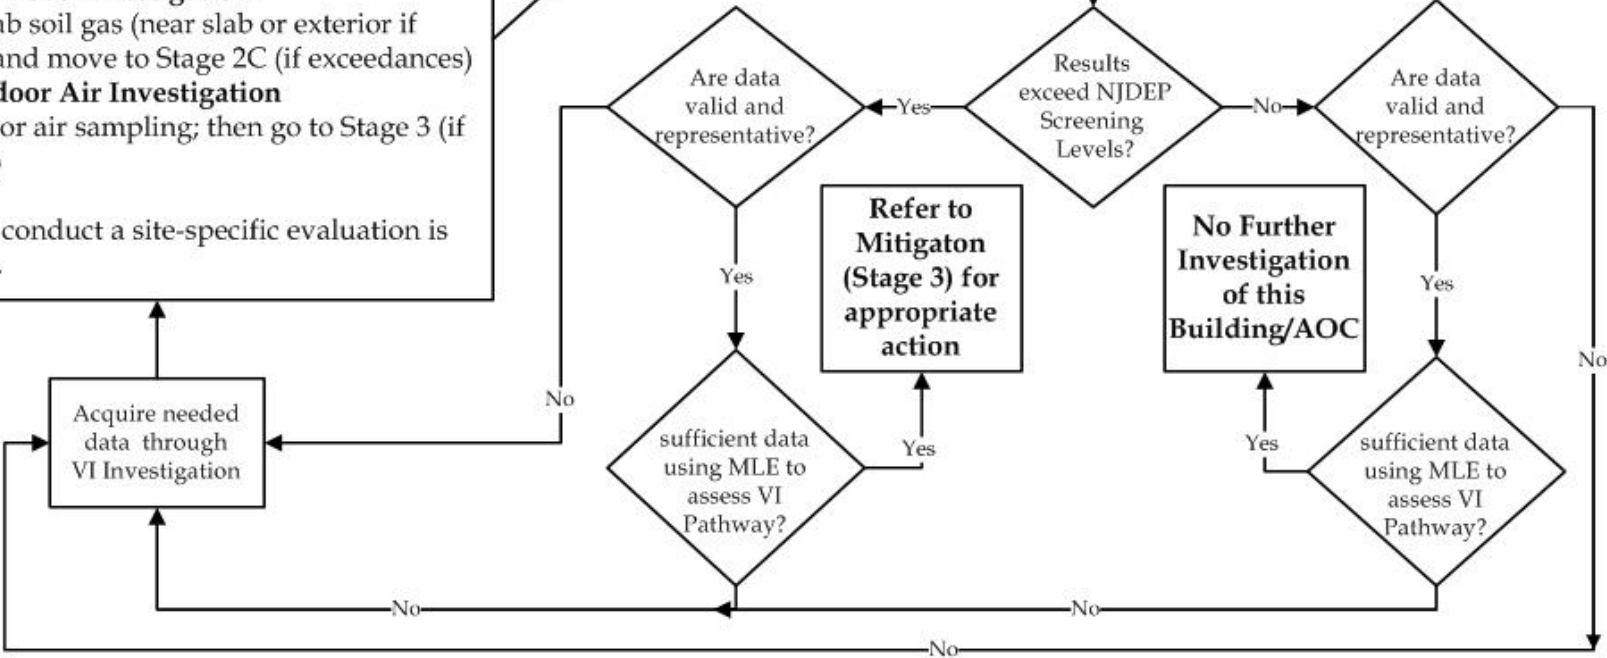 ab soil gas (near slab or exterior if
and move to Stage 2C (if exceedances)
door Air Investigation
or air sampling; then go to Stage 3 (if
conduct a site-specific evaluation is
Acquire needed
data through
VI Investigation
No
Are data
valid and
representative?
Yes
Results
exceed NJDEP
Screening
Levels?
No
Are data
valid and
representative?
Yes
Refer to
Mitigaton
(Stage 3) for
appropriate
action
No Further
Investigation
of this
Building/AOC
Yes
No
sufficient data
using MLE to
assess VI
Pathway?
Yes
Yes
sufficient data
using MLE to
assess VI
Pathway?
No
No
No